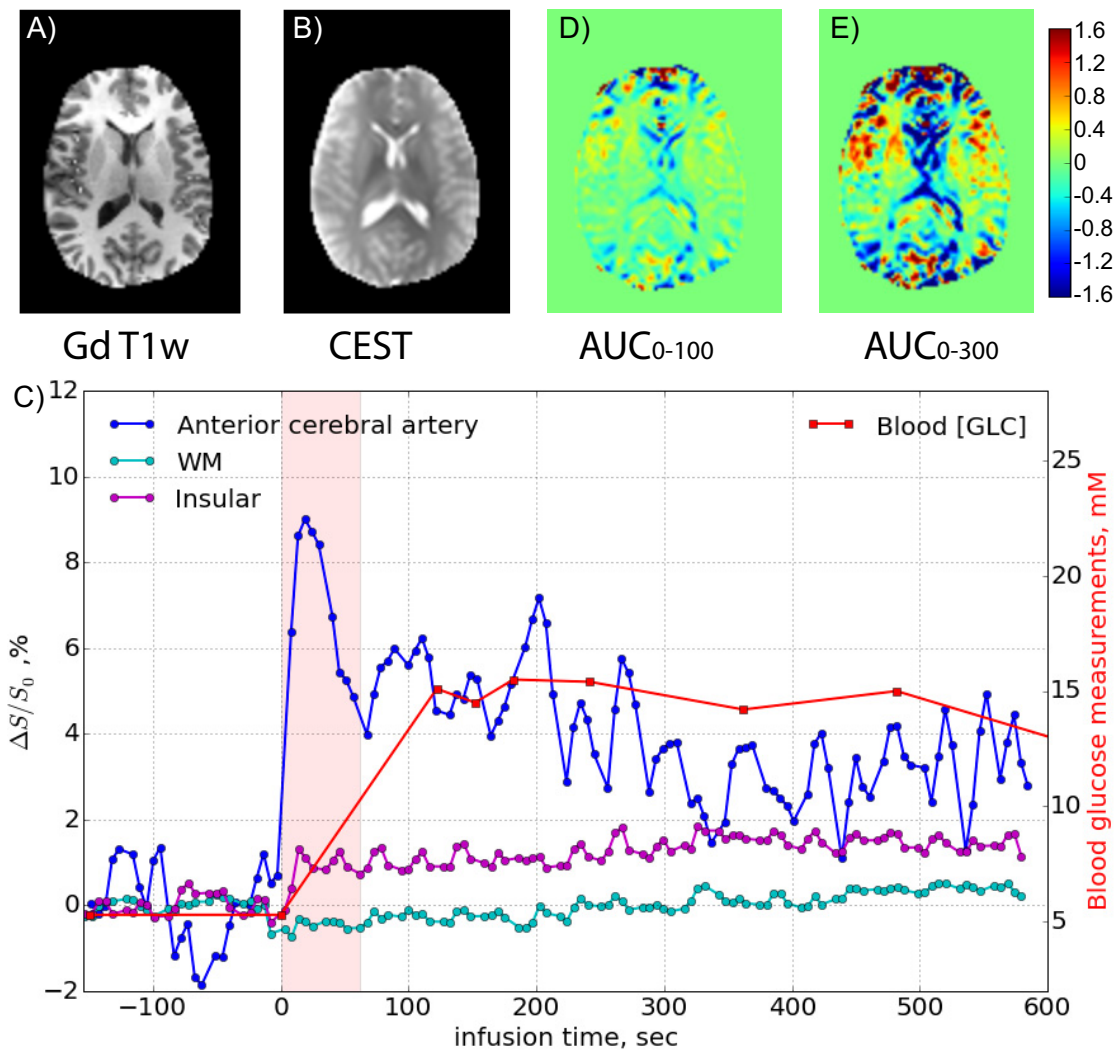 A) B) D) E)
1.6
1.2
0.8
0.4
0
-0.4
-0.8
-1.2
-1.6
Gd T1w CEST AUC0-100 AUC0-300
C)
12
10
8
6
4
2
0
−2
ΔS/S0 ,%
Anterior cerebral artery
WM
Insular
Blood [GLC]
25
20
15
10
5
Blood glucose measurements, mM
−100 0 100 200 300 400 500 600
infusion time, sec